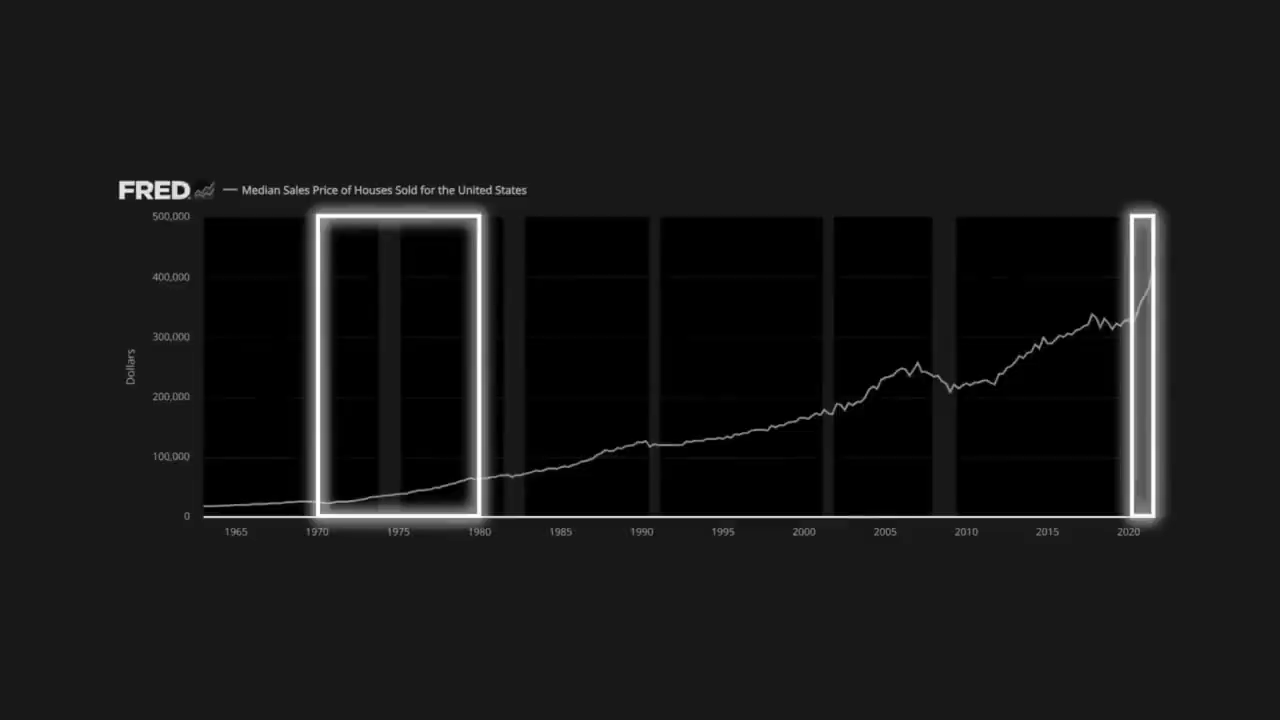 FRED — Median Sales Price of Houses Sold for the United States
500,000
400,000
300,000
200,000
100,000
0
Dollars
1965 1970 1975 1980 1985 1990 1995 2000 2005 2010 2015 2020